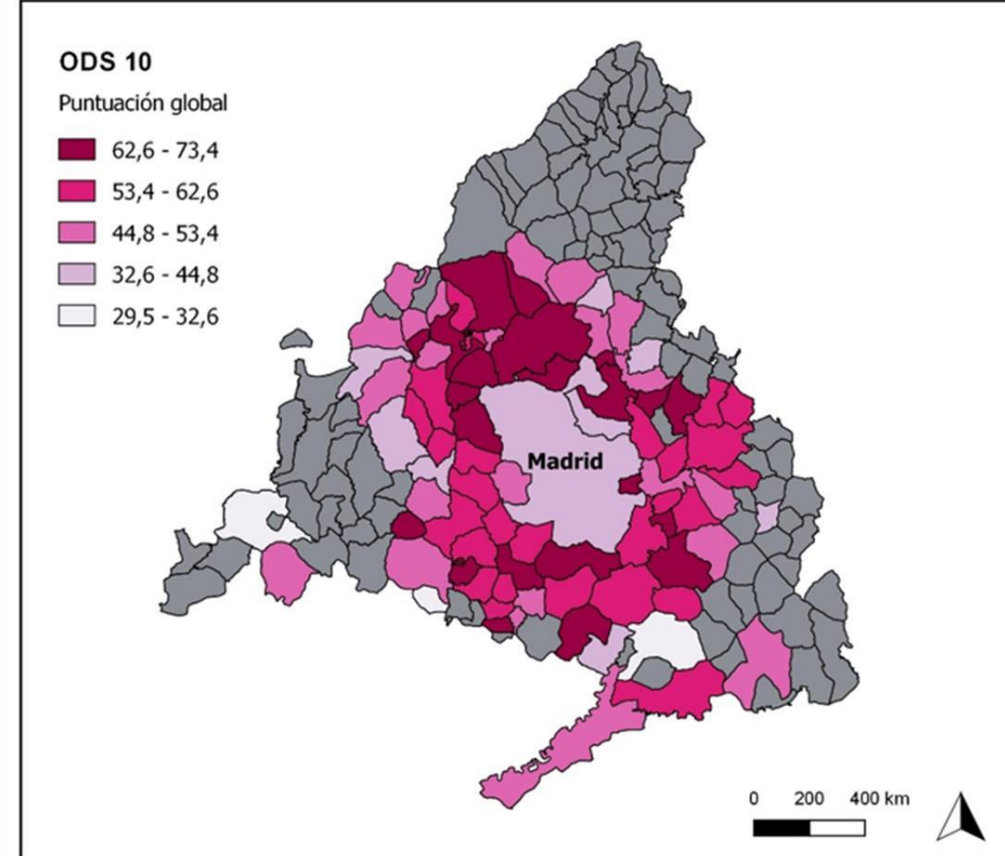 ODS 10
Puntuación global
62,6 - 73,4
53,4 - 62,6
44,8 - 53,4
32,6 - 44,8
29,5 - 32,6
Madrid
0 200 400 km